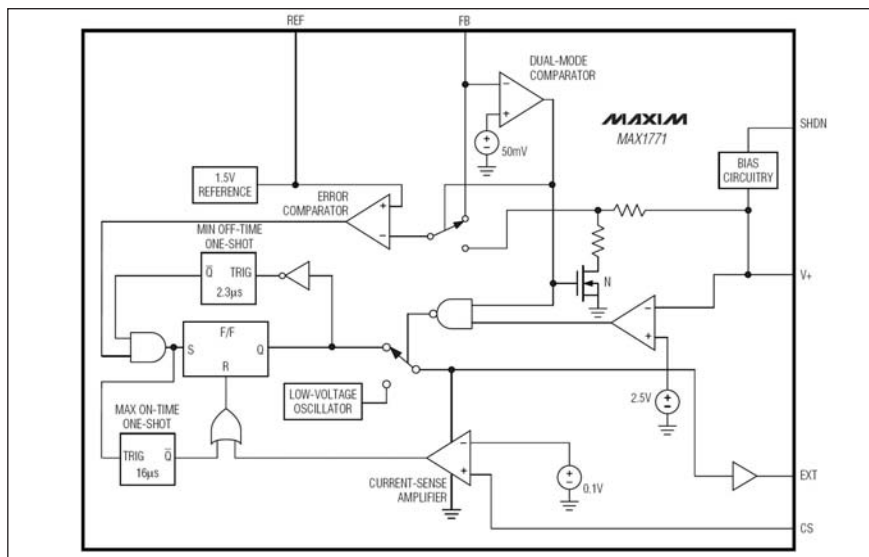 REF
FB
DUAL-MODE
COMPARATOR
−
+
MAXIM
MAX1771
SHDN
+
−
50mV
BIAS
CIRCUITRY
1.5V
REFERENCE
ERROR
COMPARATOR
+
−
MIN OFF-TIME
ONE-SHOT
Q̅ TRIG
2.3µs
N
V+
−
+
F/F
S Q
R
LOW-VOLTAGE
OSCILLATOR
2.5V
+
−
MAX ON-TIME
ONE-SHOT
TRIG Q̅
16µs
−
+
CURRENT-SENSE
AMPLIFIER
+
−
0.1V
EXT
CS